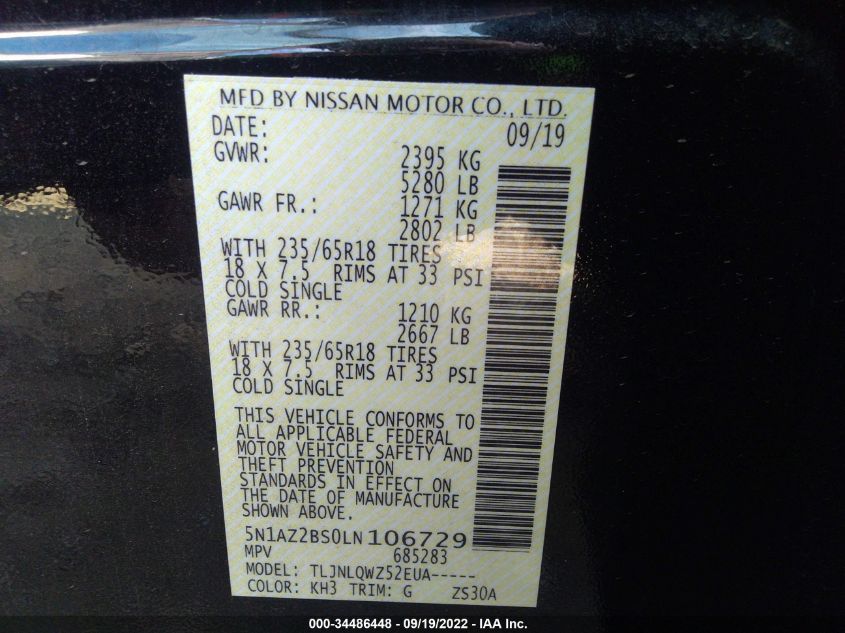 MFD BY NISSAN MOTOR CO., LTD.
DATE: 09/19
GVWR: 2395 KG
5280 LB
GAWR FR.: 1271 KG
2802 LB
WITH 235/65R18 TIRES
18 X 7.5 RIMS AT 33 PSI
COLD SINGLE
GAWR RR.: 1210 KG
2667 LB
WITH 235/65R18 TIRES
18 X 7.5 RIMS AT 33 PSI
COLD SINGLE
THIS VEHICLE CONFORMS TO
ALL APPLICABLE FEDERAL
MOTOR VEHICLE SAFETY AND
THEFT PREVENTION
STANDARDS IN EFFECT ON
THE DATE OF MANUFACTURE
SHOWN ABOVE.
5N1AZ2BS0LN106729
MPV 685283
MODEL: TLJNLQWZ52EUA-----
COLOR: KH3 TRIM: G ZS30A
000-34486448 - 09/19/2022 - IAA Inc.